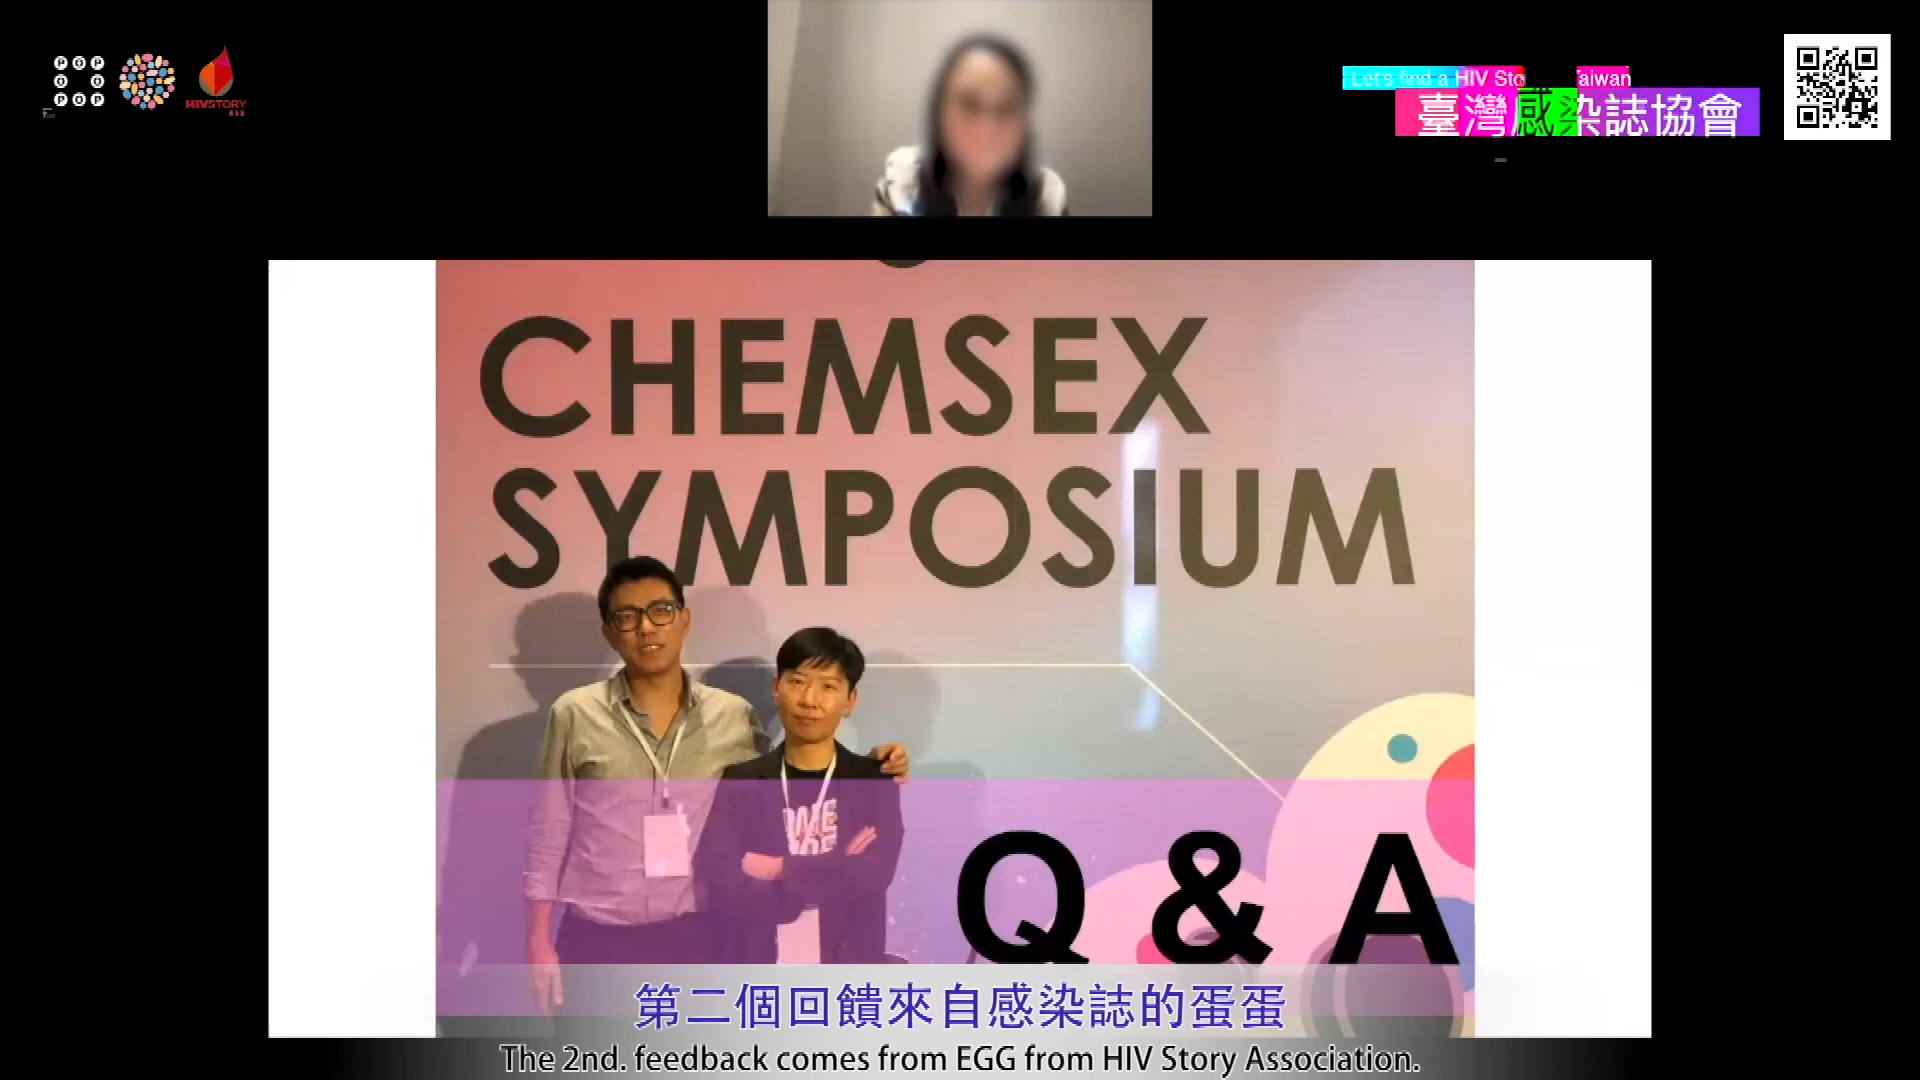 POP
O O
POP
HIVSTORY
Let's find a HIV Sto aiwan
臺灣感染誌協會
CHEMSEX
SYMPOSIUM
Q & A
第二個回饋來自感染誌的蛋蛋
The 2nd. feedback comes from EGG from HIV Story Association.